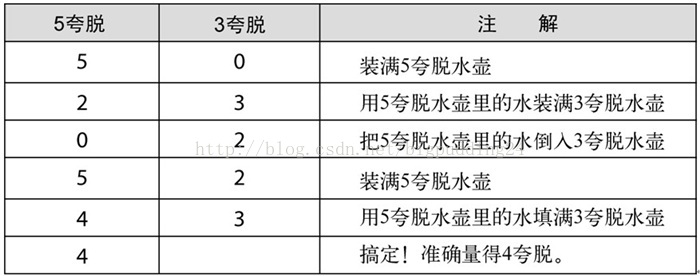 5夸脱 3夸脱 注 解
5 0 装满5夸脱水壶
2 3 用5夸脱水壶里的水装满3夸脱水壶
0 2 把5夸脱水壶里的水倒入3夸脱水壶
http://blog.csdn.net/bigpudding24
5 2 装满5夸脱水壶
4 3 用5夸脱水壶里的水填满3夸脱水壶
4 搞定！准确量得4夸脱。